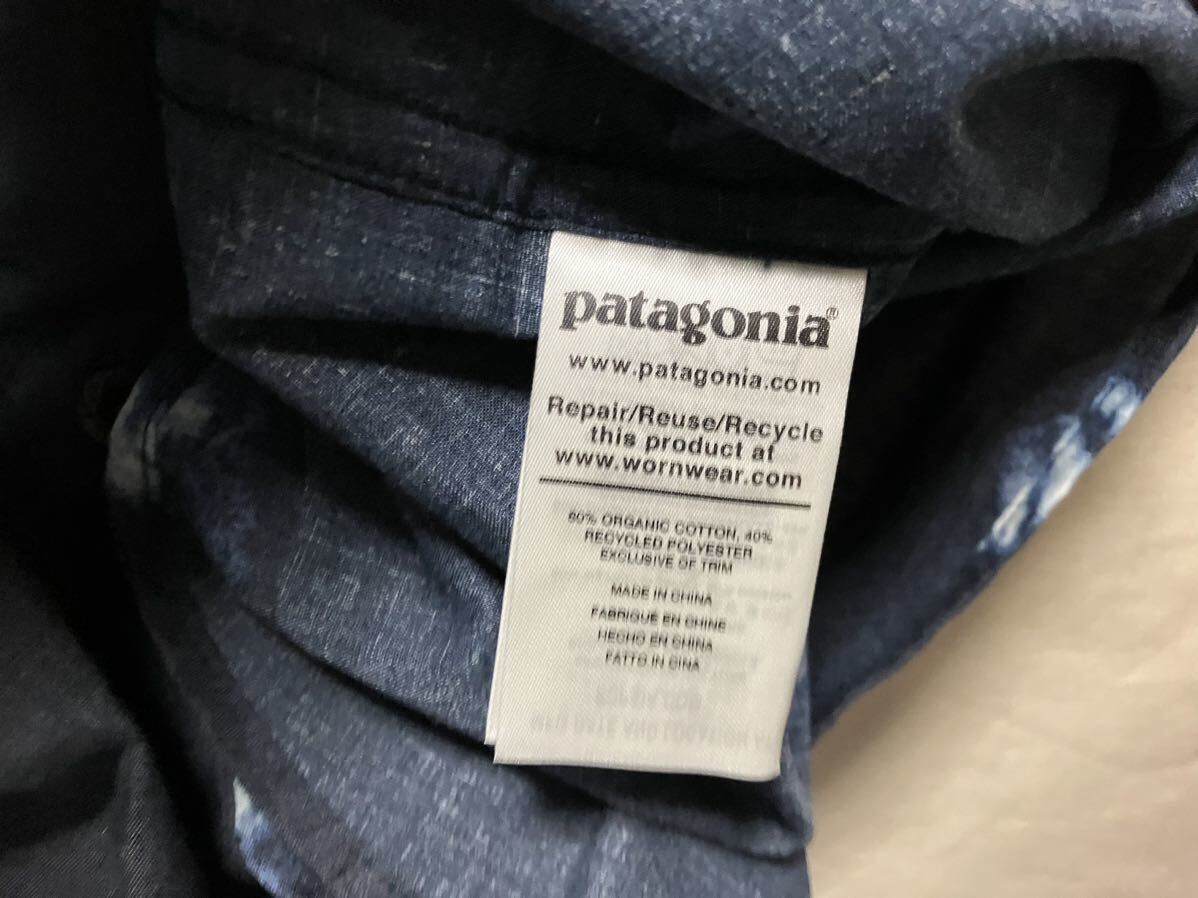 patagonia®
www.patagonia.com
Repair/Reuse/Recycle
this product at
www.wornwear.com
60% ORGANIC COTTON, 40%
RECYCLED POLYESTER
EXCLUSIVE OF TRIM
MADE IN CHINA
FABRIQUÉ EN CHINE
HECHO EN CHINA
FATTO IN CINA